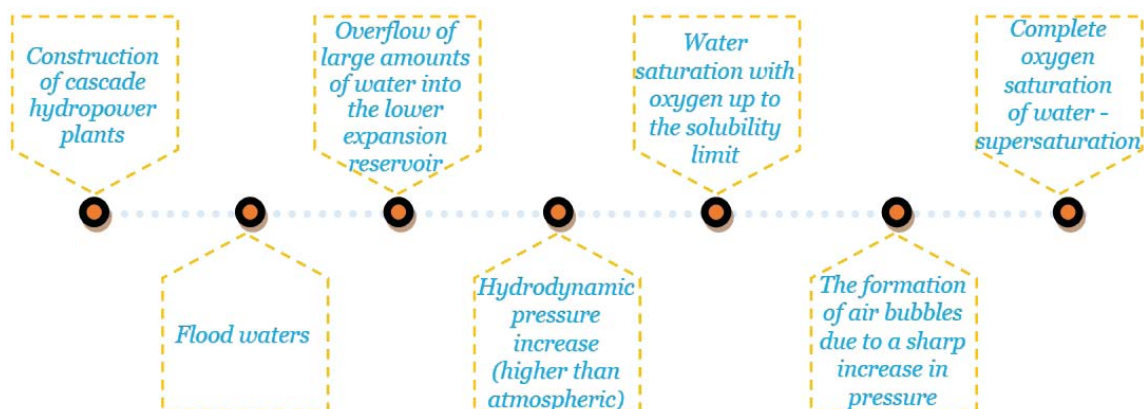 Construction
of cascade
hydropower
plants
Flood waters
Overflow of
large amounts
of water into
the lower
expansion
reservoir
Hydrodynamic
pressure
increase
(higher than
atmospheric)
Water
saturation with
oxygen up to
the solubility
limit
The formation
of air bubbles
due to a sharp
increase in
pressure
Complete
oxygen
saturation
of water -
supersaturation